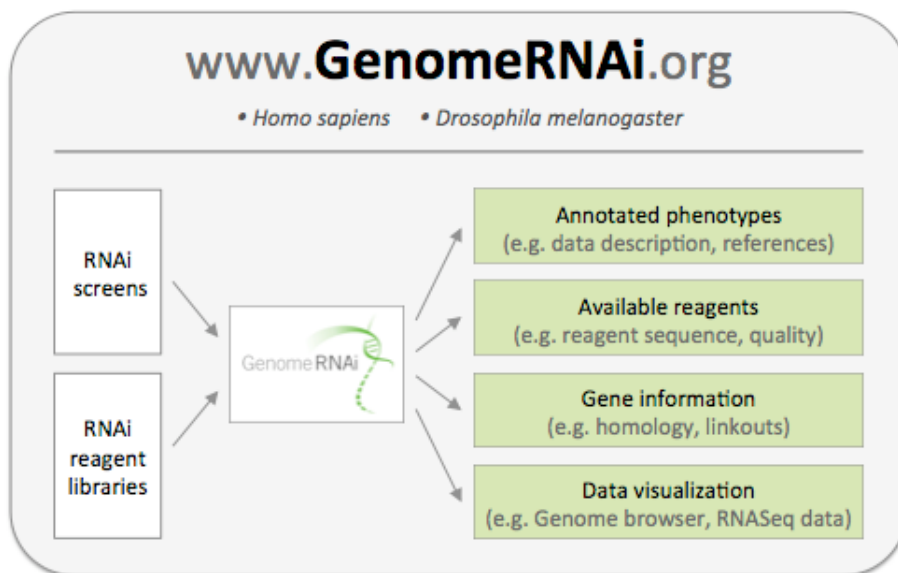 www.GenomeRNAi.org
• Homo sapiens • Drosophila melanogaster
RNAi
screens
RNAi
reagent
libraries
GenomeRNAi
Annotated phenotypes
(e.g. data description, references)
Available reagents
(e.g. reagent sequence, quality)
Gene information
(e.g. homology, linkouts)
Data visualization
(e.g. Genome browser, RNASeq data)